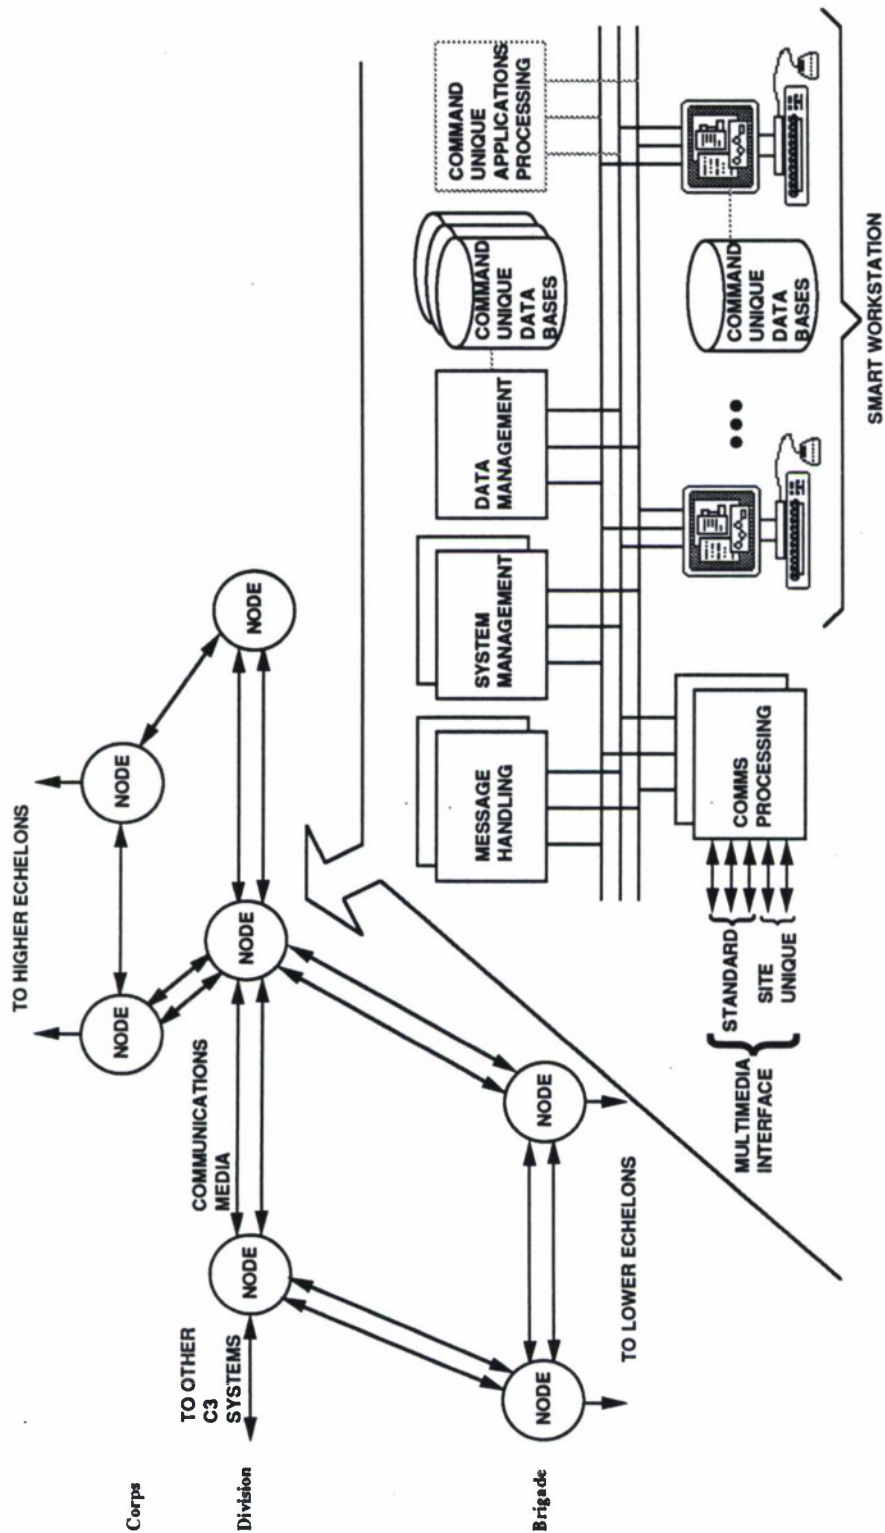 Corps
Division
Brigade
TO HIGHER ECHELONS
NODE
NODE
TO OTHER
C3
SYSTEMS
NODE
COMMUNICATIONS
MEDIA
NODE
NODE
NODE
NODE
TO LOWER ECHELONS
MESSAGE
HANDLING
SYSTEM
MANAGEMENT
DATA
MANAGEMENT
COMMAND
UNIQUE
DATA
BASES
COMMAND
UNIQUE
APPLICATIONS
PROCESSING
MULTIMEDIA
INTERFACE
STANDARD
SITE
UNIQUE
COMMS
PROCESSING
COMMAND
UNIQUE
DATA
BASES
SMART WORKSTATION